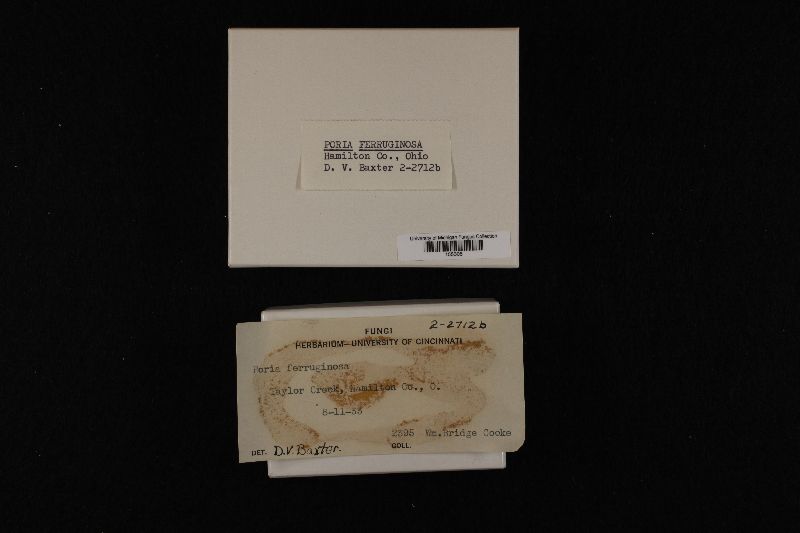 PORIA FERRUGINOSA
Hamilton Co., Ohio
D. V. Baxter 2-2712b
University of Michigan Fungus Collection
FUNGI 2-2712b
HERBARIUM—UNIVERSITY OF CINCINNATI
Poria ferruginosa
Taylor Creek, Hamilton Co., O.
8-11-33
2395 Wm. Bridge Cooke
DET. D.V. Baxter. COLL.